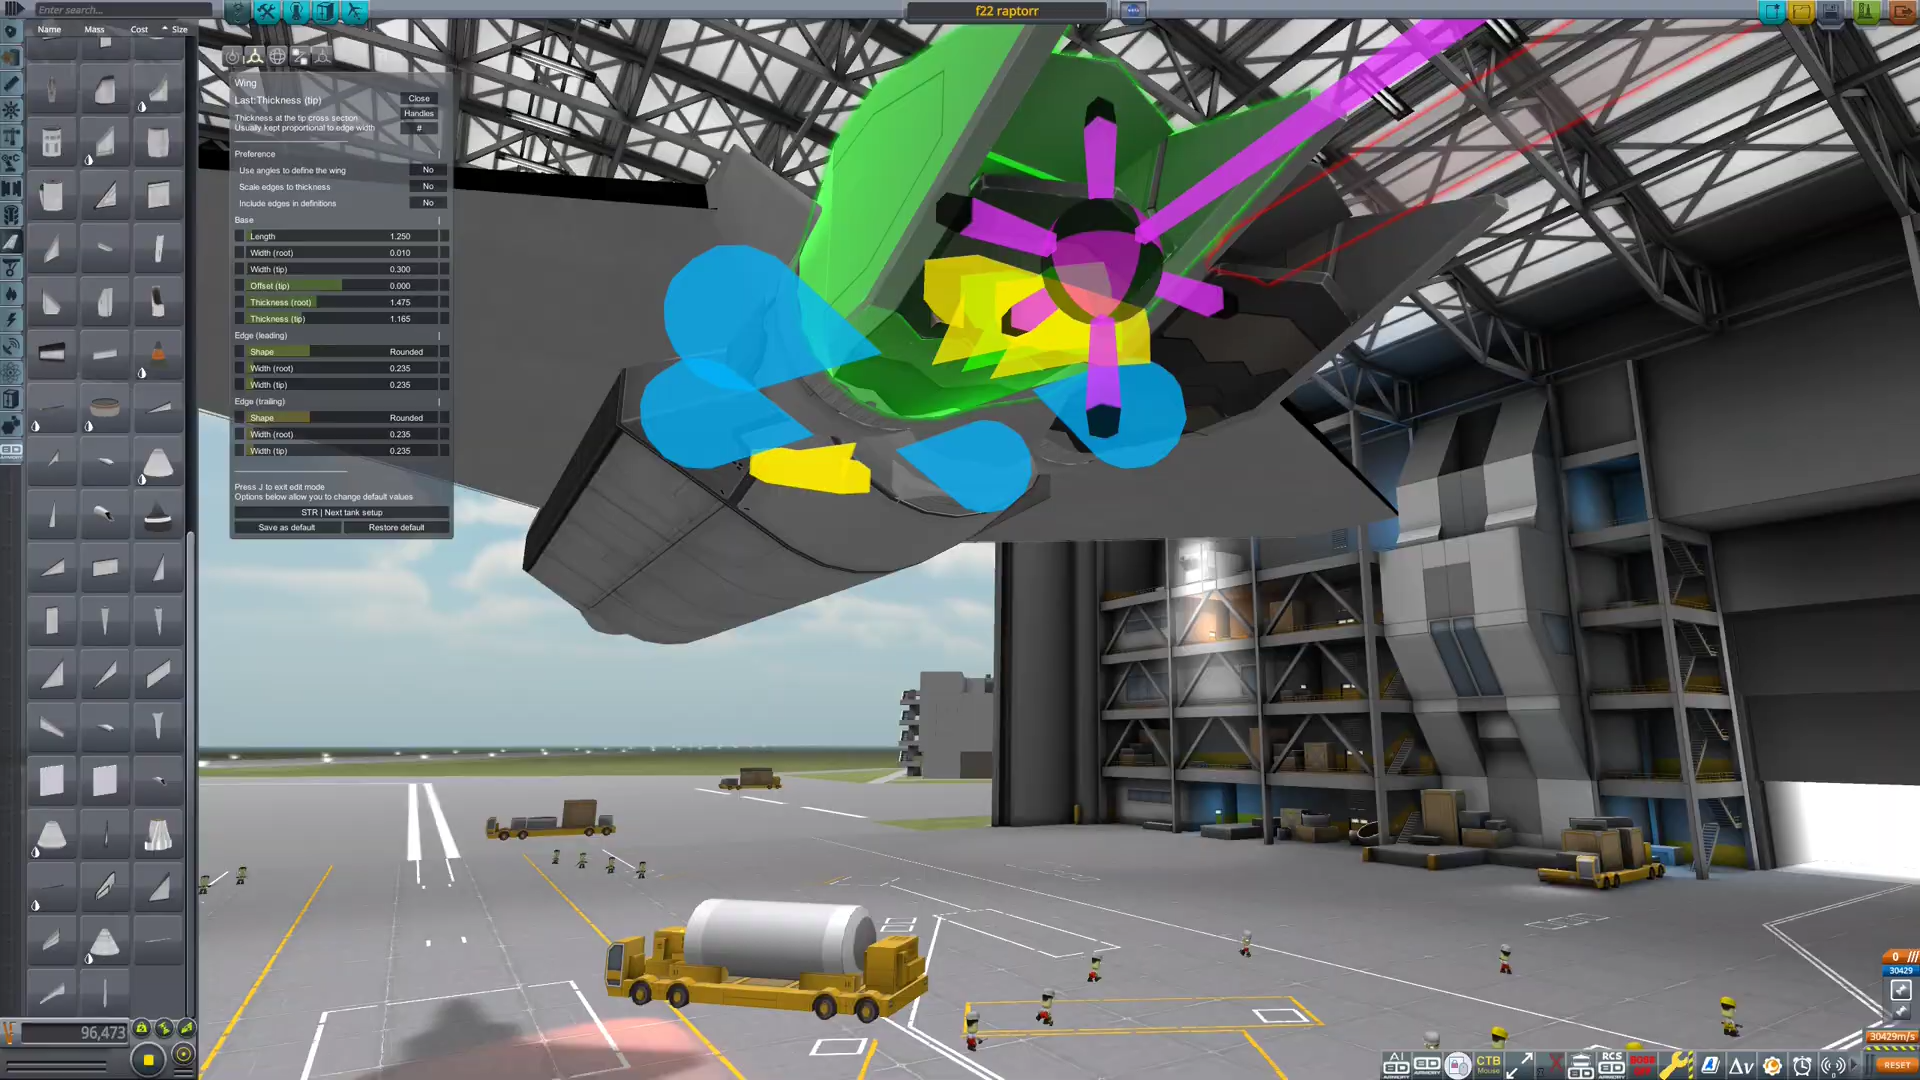 Enter search...
f22 raptorr
Name Mass Cost Size
Wing
Last:Thickness (tip) Close
Thickness at the tip cross section Handles
Usually kept proportional to edge width #
Preference
Use angles to define the wing No
Scale edges to thickness No
Include edges in definitions No
Base
Length 1.250
Width (root) 0.010
Width (tip) 0.300
Offset (tip) 0.000
Thickness (root) 1.475
Thickness (tip) 1.165
Edge (leading)
Shape Rounded
Width (root) 0.235
Width (tip) 0.235
Edge (trailing)
Shape Rounded
Width (root) 0.235
Width (tip) 0.235
Press J to exit edit mode
Options below allow you to change default values
STR | Next tank setup
Save as default Restore default
0
30429
30429m/s
96,473
AI
CTB
Mouse
RCS
Δv
RESET